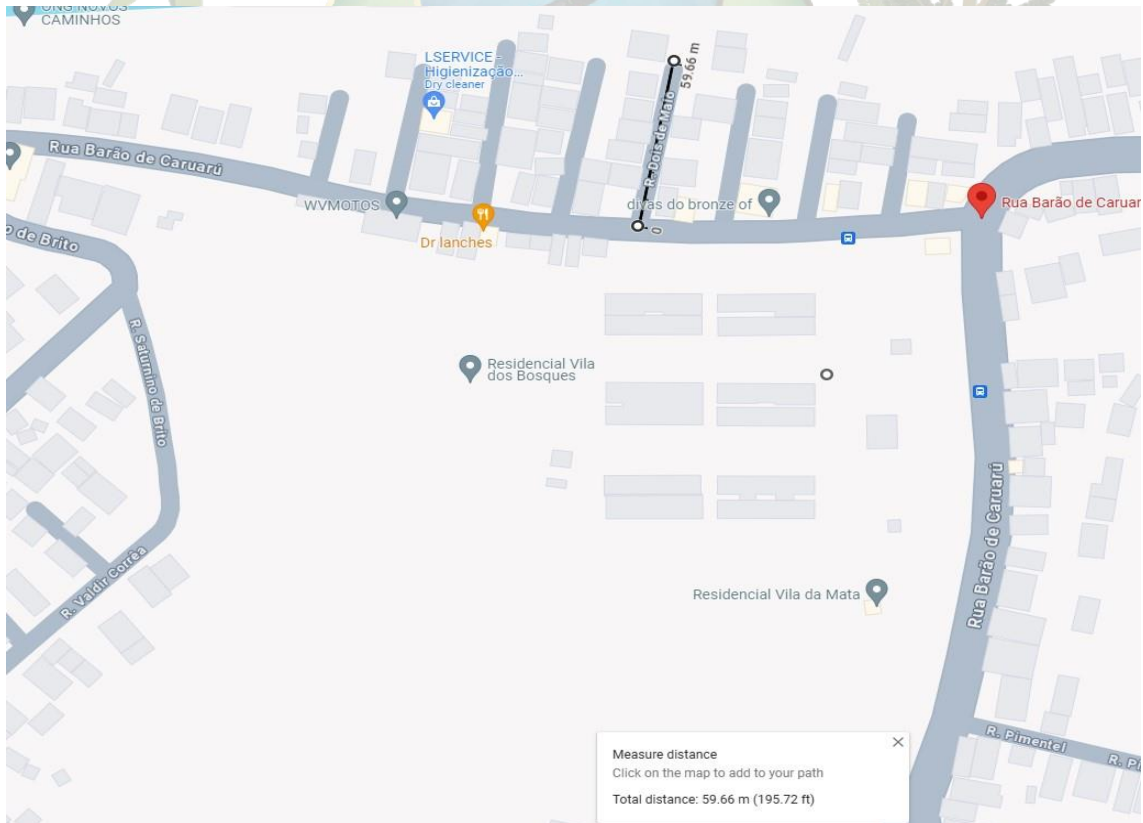 ONG NOVOS
CAMINHOS
LSERVICE -
Higienização...
Dry cleaner
59.66 m
R. Dois de Maio
0
Rua Barão de Caruarú
WVMOTOS
divas do bronze of
Rua Barão de Caruar
Dr lanches
o de Brito
R. Saturnino de Brito
Residencial Vila
dos Bosques
Rua Barão de Caruarú
R. Valdir Corrêa
Residencial Vila da Mata
R. Pimentel
R. Pi
Measure distance
Click on the map to add to your path
Total distance: 59.66 m (195.72 ft)